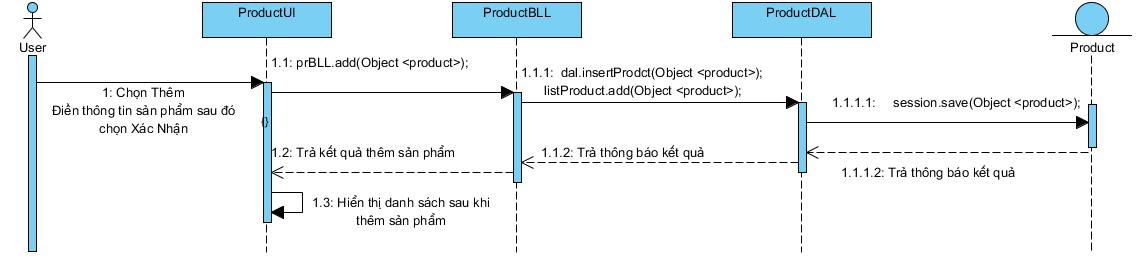 User
ProductUI
ProductBLL
ProductDAL
Product
1: Chọn Thêm
Điền thông tin sản phẩm sau đó
chọn Xác Nhận
{}
1.1: prBLL.add(Object <product>);
1.1.1: dal.insertProdct(Object <product>);
listProduct.add(Object <product>);
1.1.1.1: session.save(Object <product>);
1.2: Trả kết quả thêm sản phẩm
1.1.2: Trả thông báo kết quả
1.1.1.2: Trả thông báo kết quả
1.3: Hiển thị danh sách sau khi
thêm sản phẩm